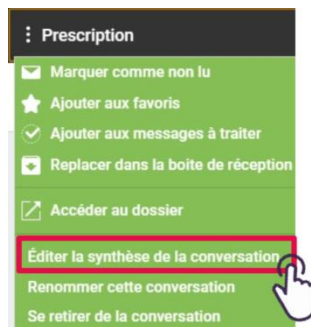 Prescription
Marquer comme non lu
Ajouter aux favoris
Ajouter aux messages à traiter
Replacer dans la boite de réception
Accéder au dossier
Éditer la synthèse de la conversation
Renommer cette conversation
Se retirer de la conversation